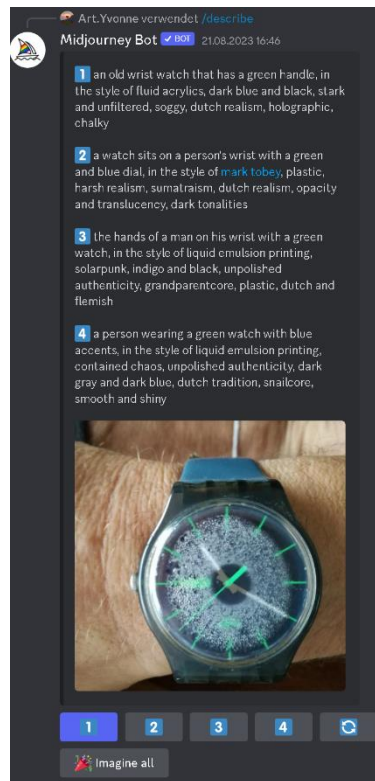 Art.Yvonne verwendet /describe
Midjourney Bot ✔ BOT 21.08.2023 16:46
1 an old wrist watch that has a green handle, in
the style of fluid acrylics, dark blue and black, stark
and unfiltered, soggy, dutch realism, holographic,
chalky
2 a watch sits on a person's wrist with a green
and blue dial, in the style of mark tobey, plastic,
harsh realism, sumatraism, dutch realism, opacity
and translucency, dark tonalities
3 the hands of a man on his wrist with a green
watch, in the style of liquid emulsion printing,
solarpunk, indigo and black, unpolished
authenticity, grandparentcore, plastic, dutch and
flemish
4 a person wearing a green watch with blue
accents, in the style of liquid emulsion printing,
contained chaos, unpolished authenticity, dark
gray and dark blue, dutch tradition, snailcore,
smooth and shiny
1 2 3 4
Imagine all